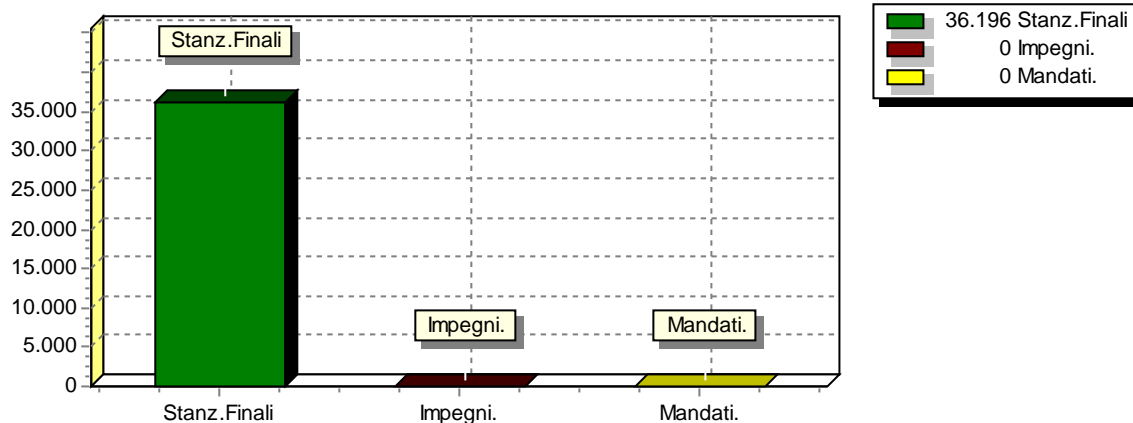 36.196 Stanz.Finali
0 Impegni.
0 Mandati.
Stanz.Finali
Impegni.
Mandati.
35.000
30.000
25.000
20.000
15.000
10.000
5.000
0
Stanz.Finali
Impegni.
Mandati.